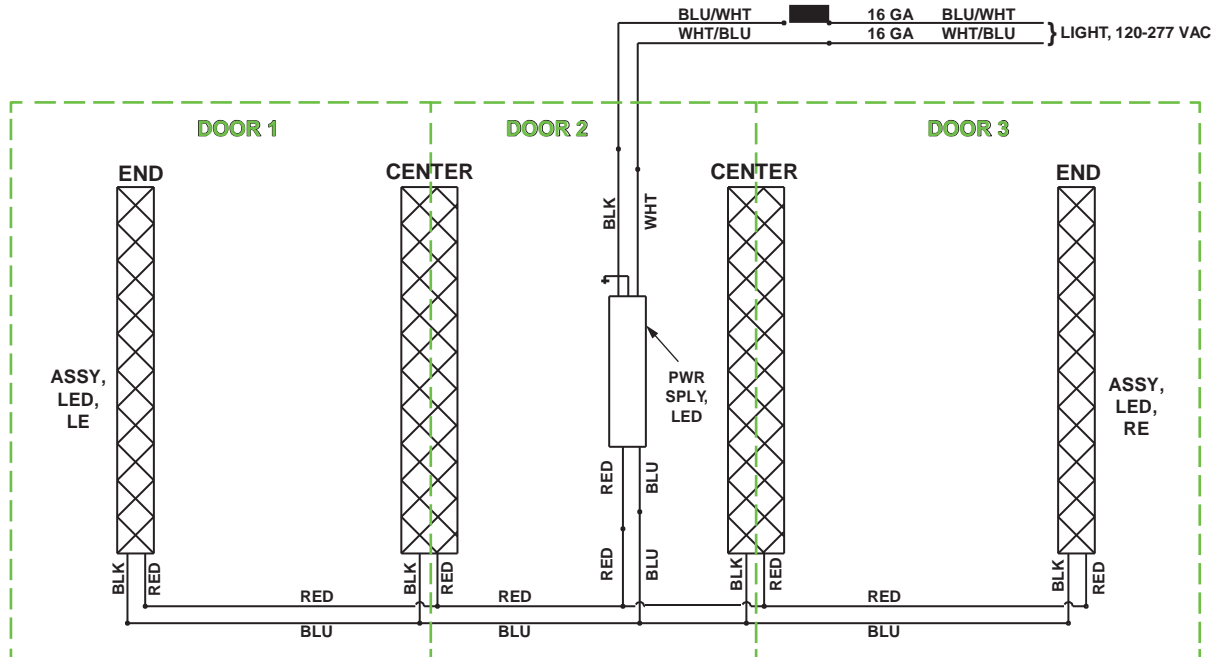 BLU/WHT 16 GA BLU/WHT
WHT/BLU 16 GA WHT/BLU
} LIGHT, 120-277 VAC
DOOR 1 DOOR 2 DOOR 3
END CENTER CENTER END
BLK WHT
ASSY,
LED,
LE
PWR
SPLY,
LED
ASSY,
LED,
RE
RED BLU
BLK RED BLK RED RED BLU BLK RED BLK RED
RED RED RED
BLU BLU BLU